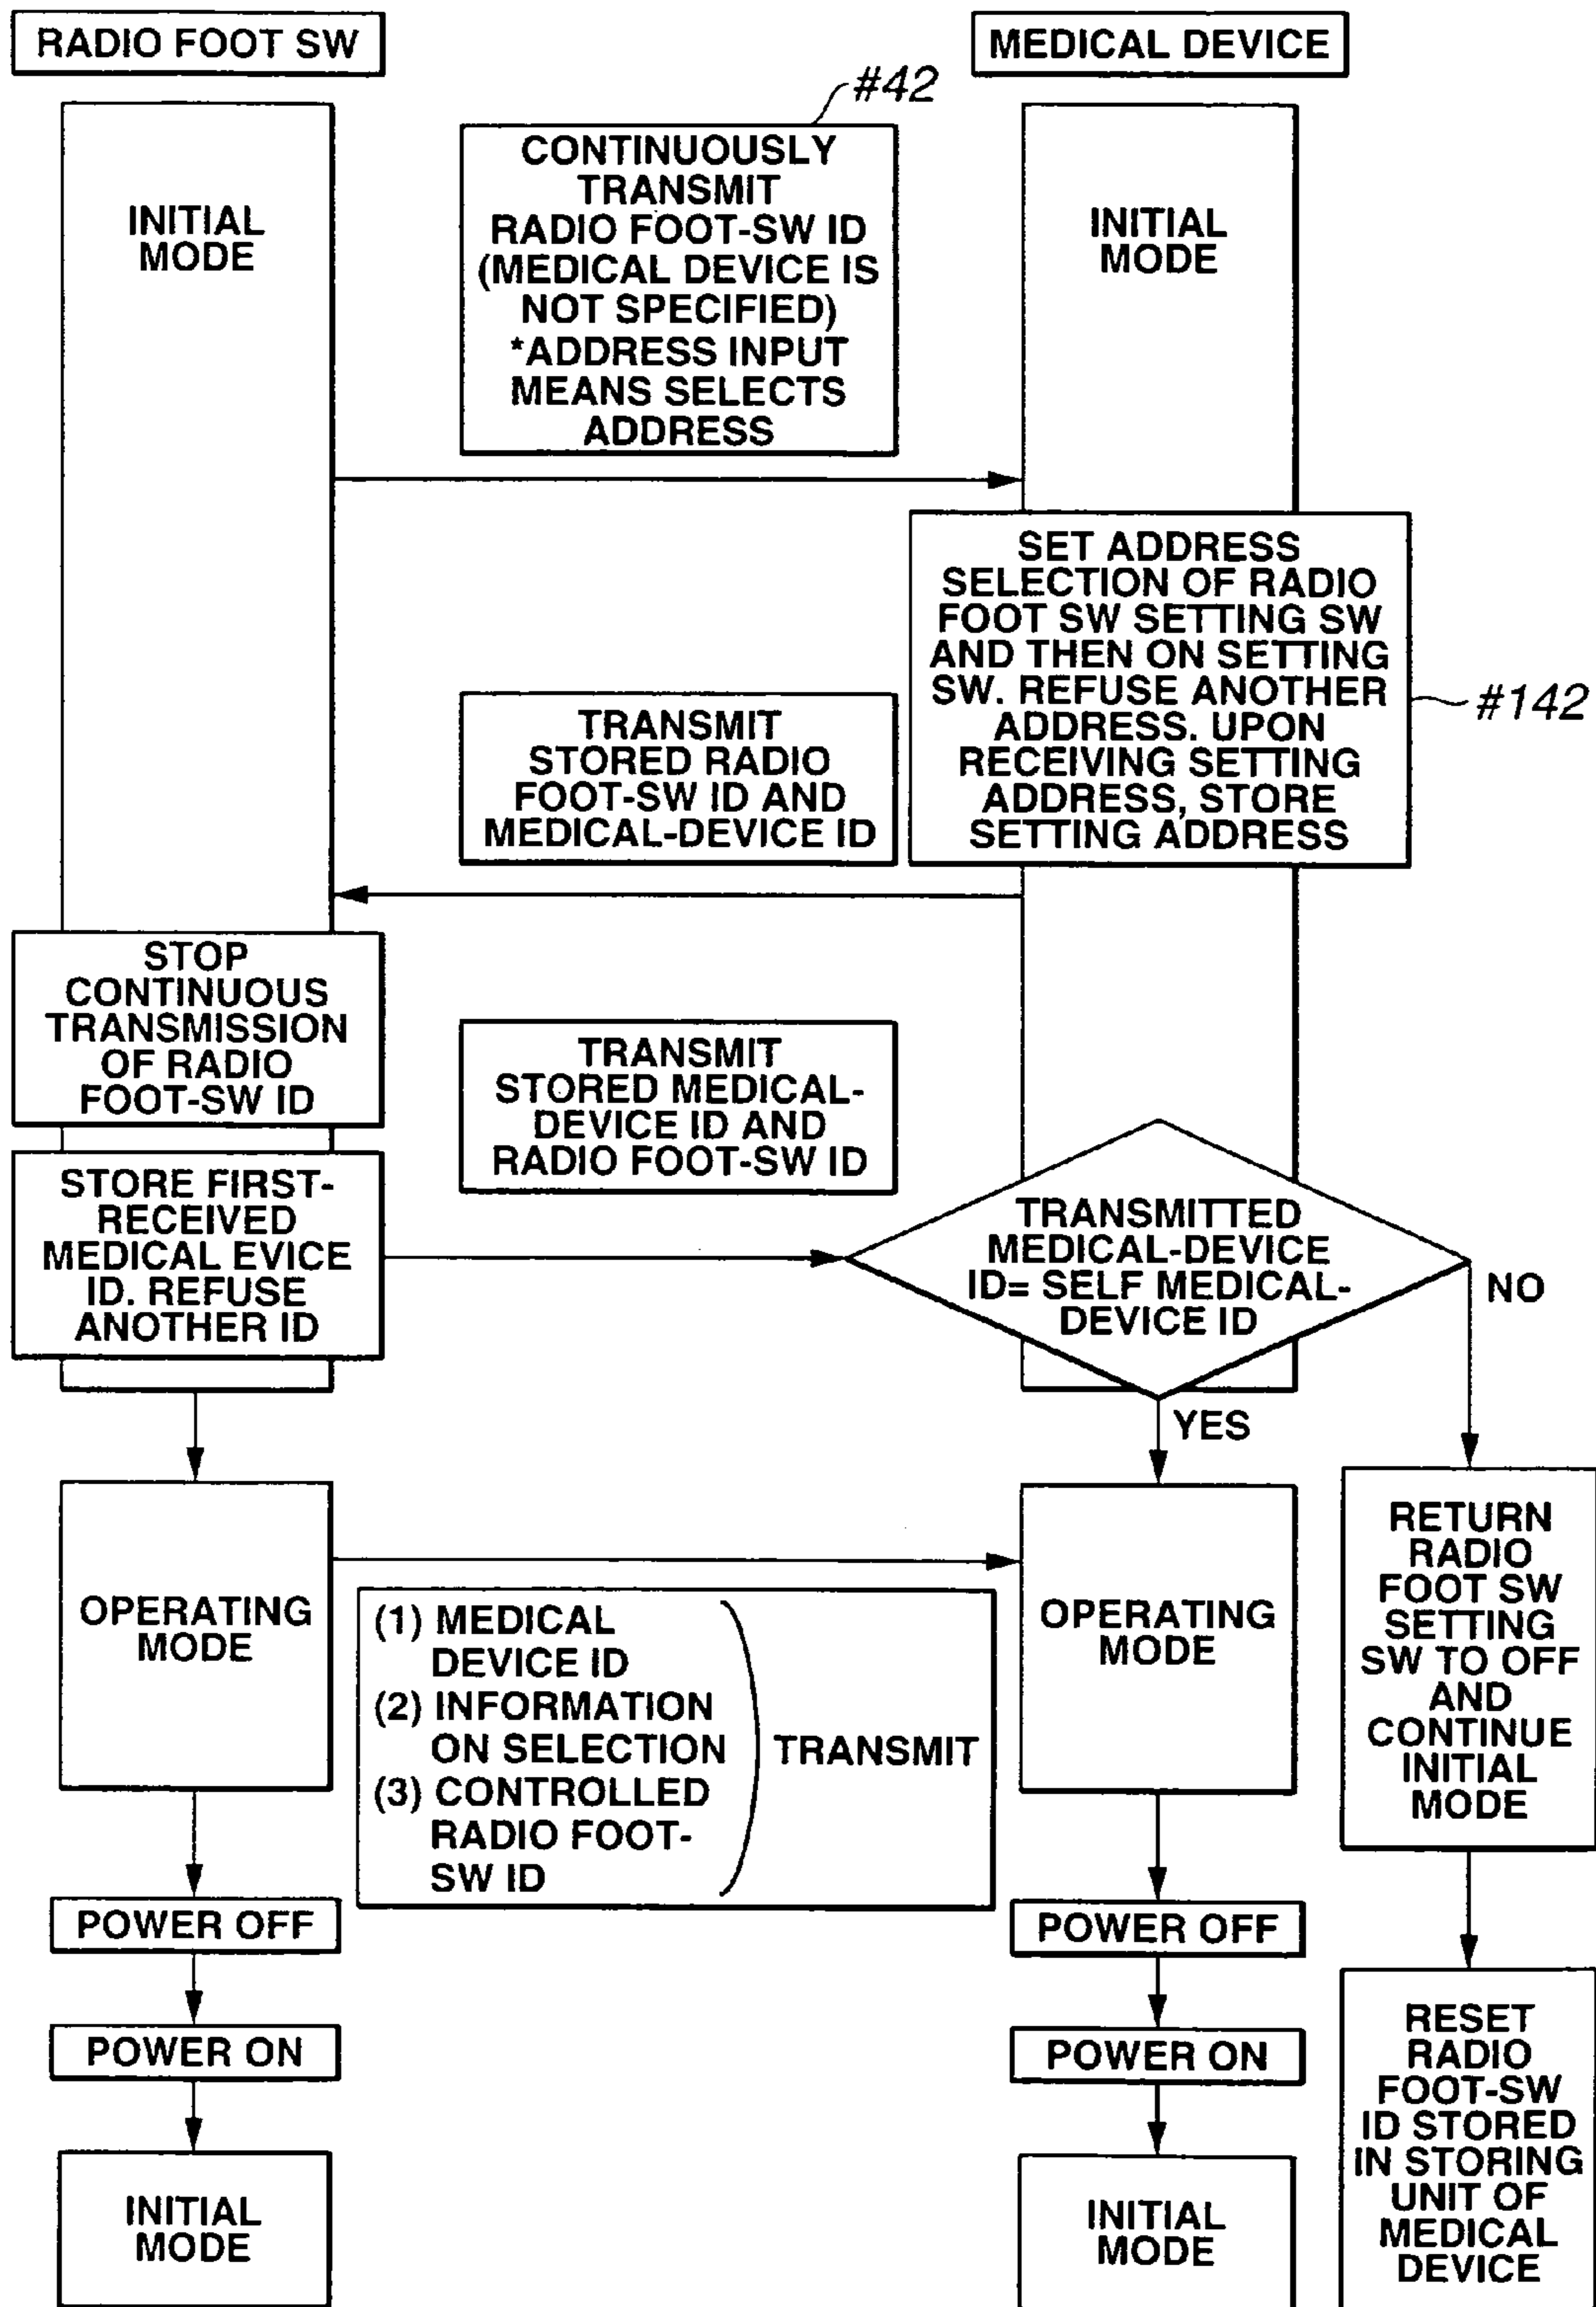 RADIO FOOT SW
MEDICAL DEVICE
#42
INITIAL
MODE
CONTINUOUSLY
TRANSMIT
RADIO FOOT-SW ID
(MEDICAL DEVICE IS
NOT SPECIFIED)
*ADDRESS INPUT
MEANS SELECTS
ADDRESS
INITIAL
MODE
SET ADDRESS
SELECTION OF RADIO
FOOT SW SETTING SW
AND THEN ON SETTING
SW. REFUSE ANOTHER
ADDRESS. UPON
RECEIVING SETTING
ADDRESS, STORE
SETTING ADDRESS
#142
TRANSMIT
STORED RADIO
FOOT-SW ID AND
MEDICAL-DEVICE ID
STOP
CONTINUOUS
TRANSMISSION
OF RADIO
FOOT-SW ID
TRANSMIT
STORED MEDICAL-
DEVICE ID AND
RADIO FOOT-SW ID
STORE FIRST-
RECEIVED
MEDICAL EVICE
ID. REFUSE
ANOTHER ID
TRANSMITTED
MEDICAL-DEVICE
ID= SELF MEDICAL-
DEVICE ID
NO
YES
OPERATING
MODE
(1) MEDICAL
DEVICE ID
(2) INFORMATION
ON SELECTION
(3) CONTROLLED
RADIO FOOT-
SW ID
TRANSMIT
OPERATING
MODE
RETURN
RADIO
FOOT SW
SETTING
SW TO OFF
AND
CONTINUE
INITIAL
MODE
POWER OFF
POWER OFF
POWER ON
POWER ON
INITIAL
MODE
INITIAL
MODE
RESET
RADIO
FOOT-SW
ID STORED
IN STORING
UNIT OF
MEDICAL
DEVICE